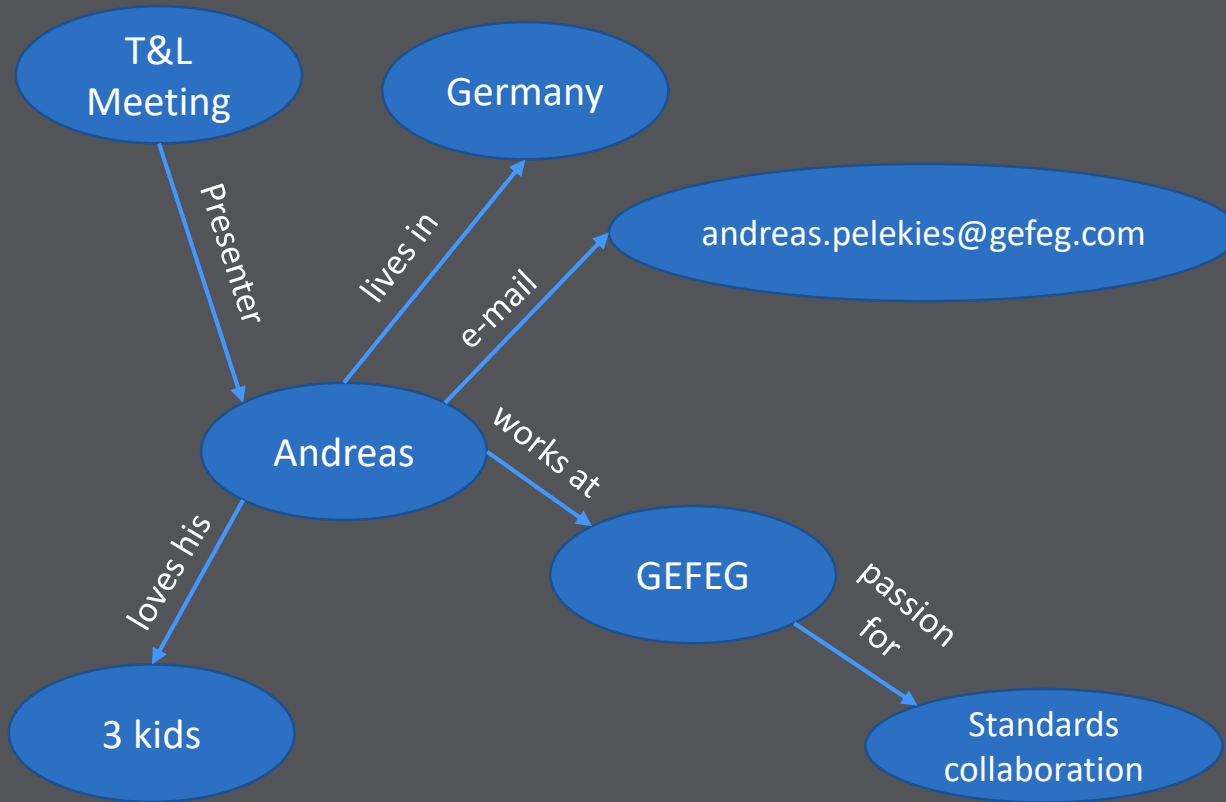 T&L
Meeting
Germany
andreas.pelekies@gefeg.com
Presenter
lives in
e-mail
Andreas
works at
loves his
GEFEG
passion
for
3 kids
Standards
collaboration